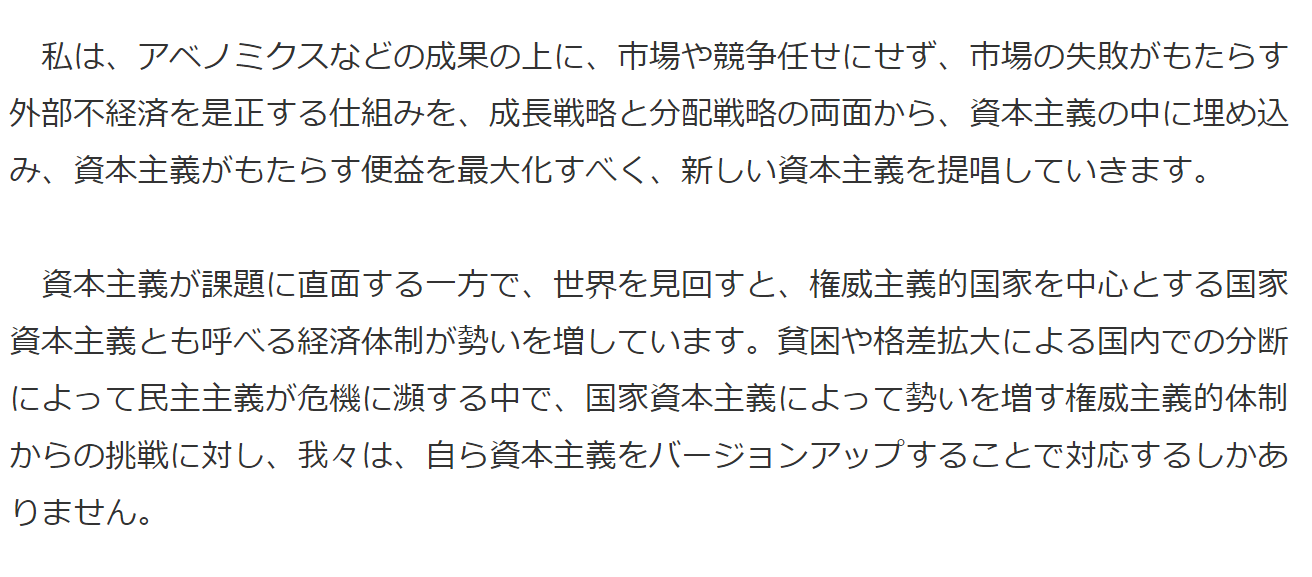 私は、アベノミクスなどの成果の上に、市場や競争任せにせず、市場の失敗がもたらす
外部不経済を是正する仕組みを、成長戦略と分配戦略の両面から、資本主義の中に埋め込
み、資本主義がもたらす便益を最大化すべく、新しい資本主義を提唱していきます。
　資本主義が課題に直面する一方で、世界を見回すと、権威主義的国家を中心とする国家
資本主義とも呼べる経済体制が勢いを増しています。貧困や格差拡大による国内での分断
によって民主主義が危機に瀕する中で、国家資本主義によって勢いを増す権威主義的体制
からの挑戦に対し、我々は、自ら資本主義をバージョンアップすることで対応するしかあ
りません。